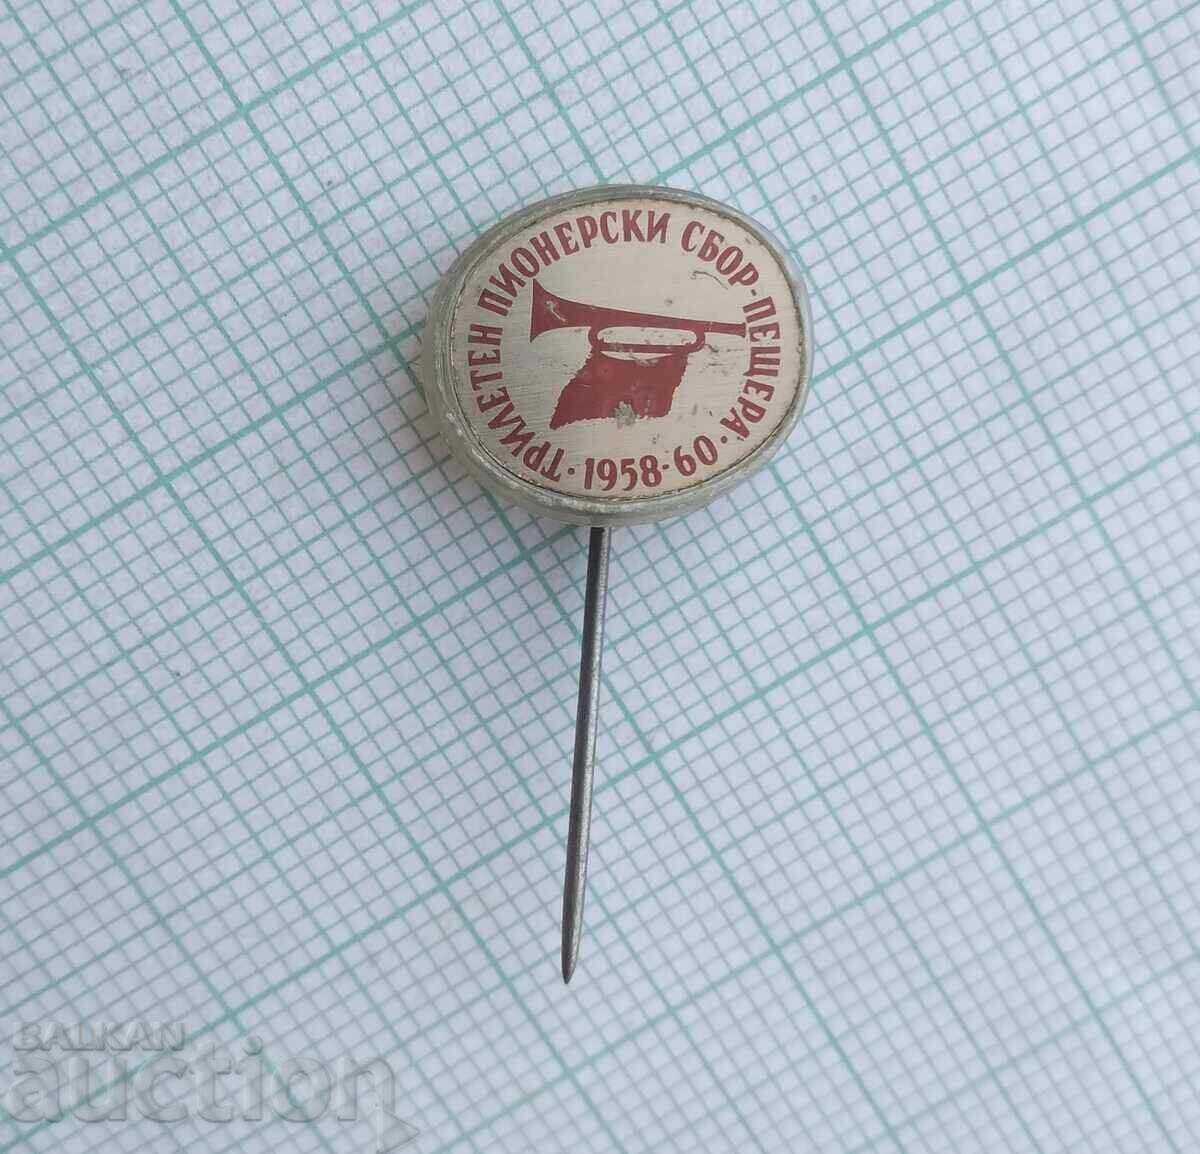 ТРИЛЕТЕН ПИОНЕРСКИ СБОР-ПЕЩЕРА·
1958-60·
BALKAN
auction